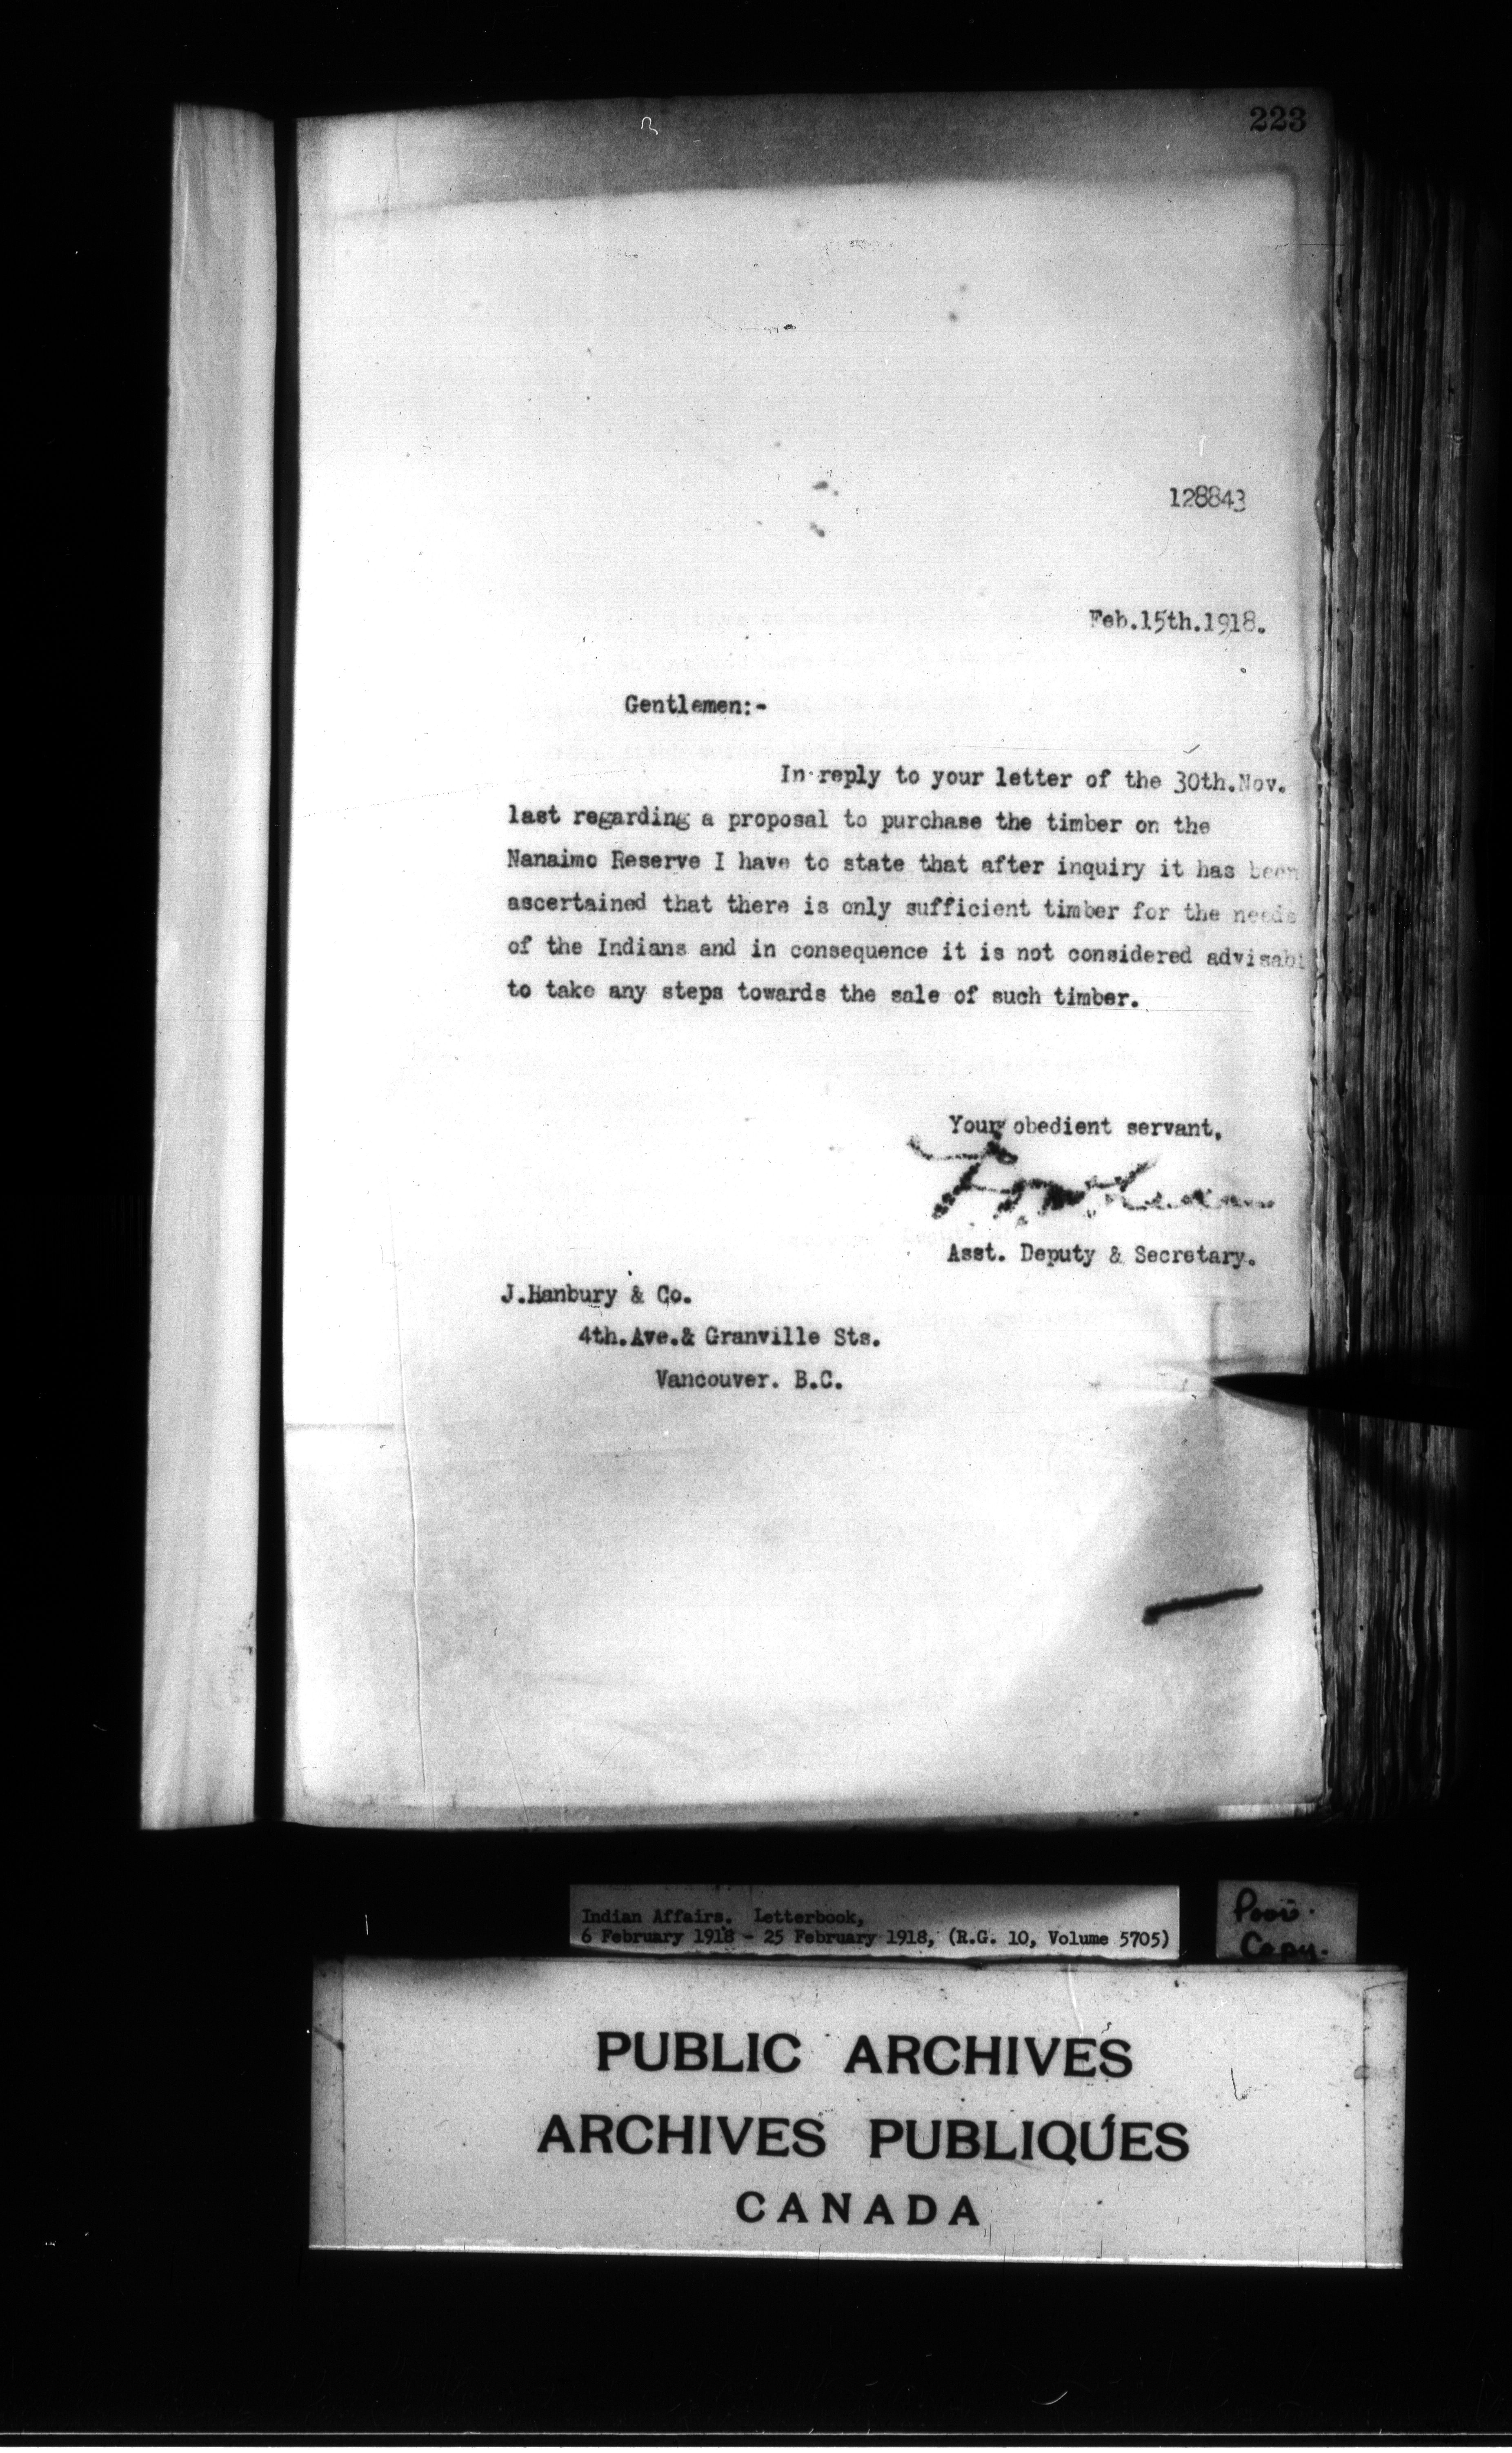 223
128843
Feb.15th.1918.
Gentlemen:-
In reply to your letter of the 30th.Nov.
last regarding a proposal to purchase the timber on the
Nanaimo Reserve I have to state that after inquiry it has been
ascertained that there is only sufficient timber for the needs
of the Indians and in consequence it is not considered advisabl
to take any steps towards the sale of such timber.
Your obedient servant,
Asst. Deputy & Secretary.
J.Hanbury & Co.
4th.Ave.& Granville Sts.
Vancouver. B.C.
Indian Affairs. Letterbook,
6 February 1918 - 25 February 1918, (R.G. 10, Volume 5705)
Poor.
Copy.
PUBLIC ARCHIVES
ARCHIVES PUBLIQUES
CANADA